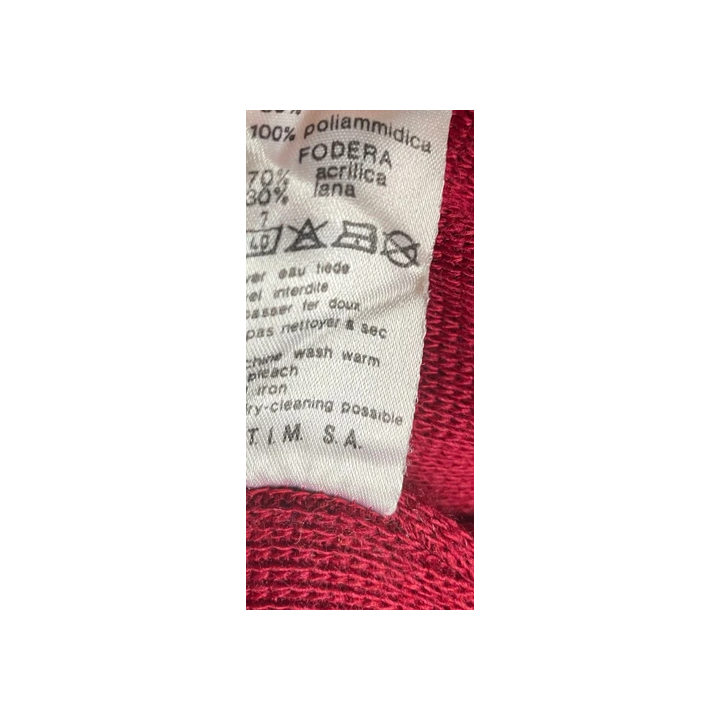 100% poliammidica
FODERA
70% acrilica
30% lana
7
40
eau tiede
interdite
fer doux
pas nettoyer à sec
wash warm
bleach
iron
dry-cleaning possible
T.I.M. S.A.